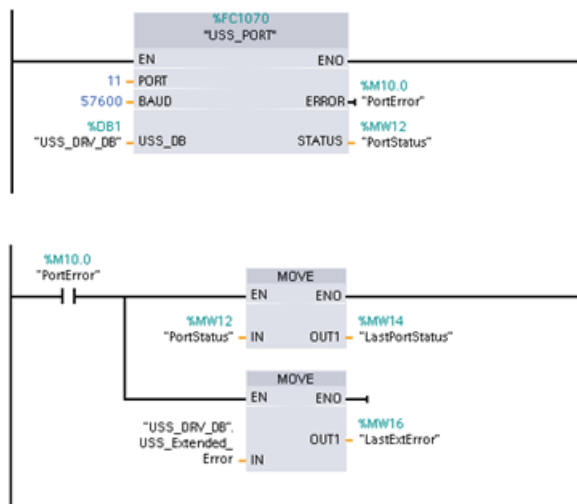 %FC1070
"USS_PORT"
EN ENO
11 PORT %M10.0
57600 BAUD ERROR "PortError"
%DB1 %MW12
"USS_DRV_DB" USS_DB STATUS "PortStatus"
%M10.0
"PortError" MOVE
EN ENO
%MW12 %MW14
"PortStatus" IN OUT1 "LastPortStatus"
MOVE
EN ENO
"USS_DRV_DB". %MW16
USS_Extended_ OUT1 "LastExtError"
Error IN